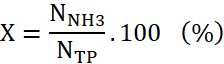 X = N_NH3 / N_TP . 100 (%)